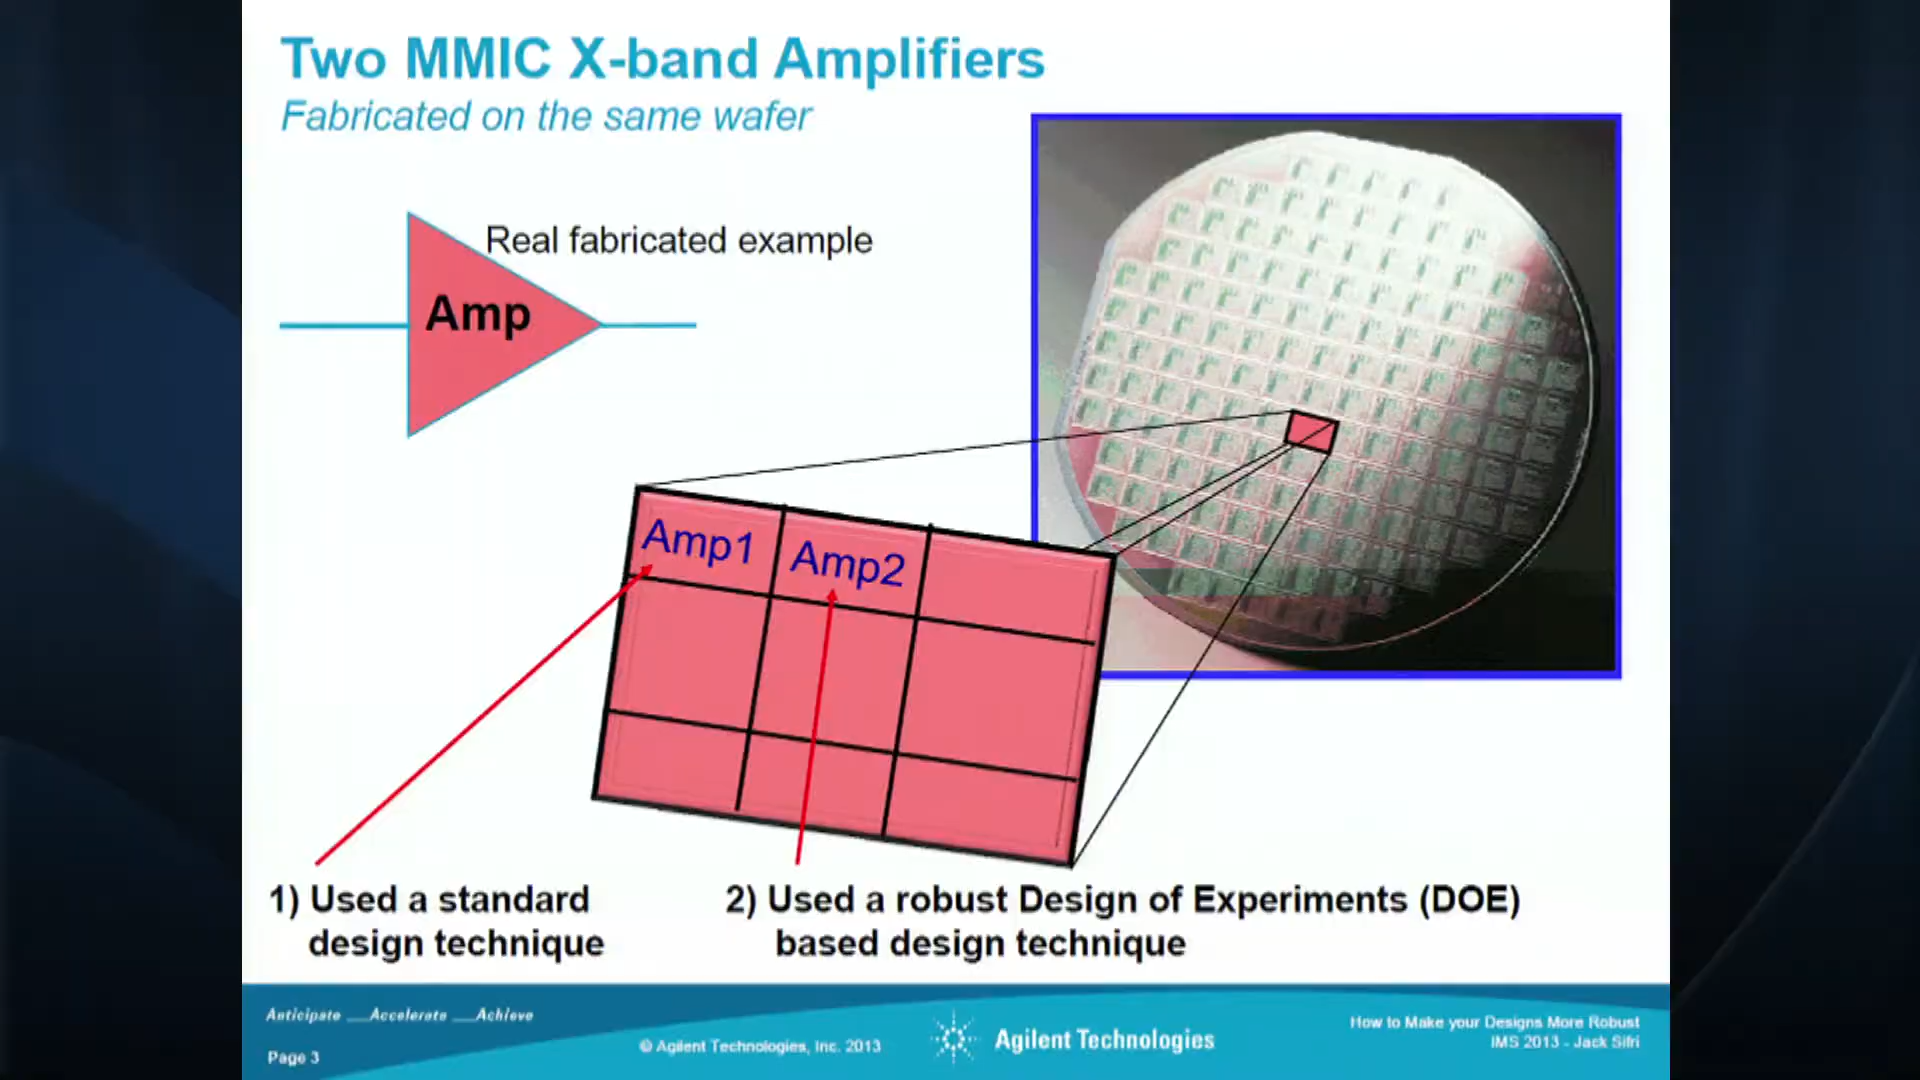 Two MMIC X-band Amplifiers
Fabricated on the same wafer
Real fabricated example
Amp
Amp1
Amp2
1) Used a standard
design technique
2) Used a robust Design of Experiments (DOE)
based design technique
Anticipate __Accelerate __Achieve
Page 3
© Agilent Technologies, Inc. 2013
Agilent Technologies
How to Make your Designs More Robust
IMS 2013 - Jack Sifri